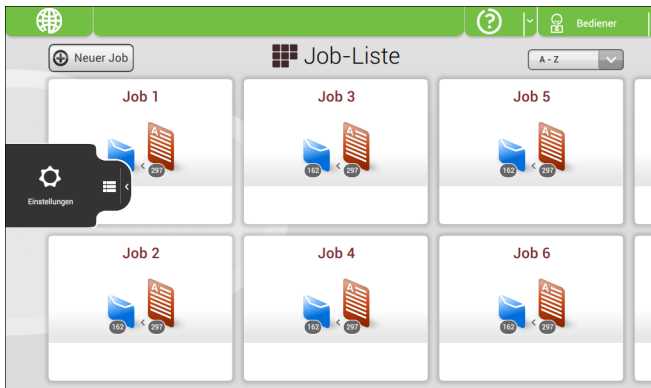 Bediener
Neuer Job
Job-Liste
A - Z
Job 1
Job 3
Job 5
A
A
A
162 < 297
162 < 297
162 < 297
Einstellungen
Job 2
Job 4
Job 6
A
A
A
162 < 297
162 < 297
162 < 297